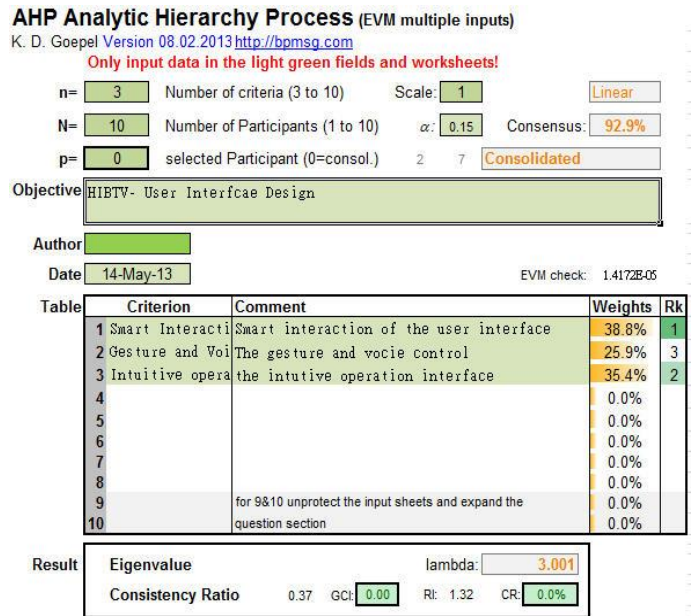 AHP Analytic Hierarchy Process (EVM multiple inputs)
K. D. Goepel Version 08.02.2013 http://bpmsg.com
Only input data in the light green fields and worksheets!
n= 3 Number of criteria (3 to 10) Scale: 1 Linear
N= 10 Number of Participants (1 to 10) α: 0.15 Consensus: 92.9%
p= 0 selected Participant (0=consol.) 2 7 Consolidated
Objective HIBTV- User Interfcae Design
Author
Date 14-May-13 EVM check: 1.4172E-05
Table Criterion Comment Weights Rk
1 Smart Interacti Smart interaction of the user interface 38.8% 1
2 Gesture and Voi The gesture and vocie control 25.9% 3
3 Intuitive opera the intutive operation interface 35.4% 2
4 0.0%
5 0.0%
6 0.0%
7 0.0%
8 0.0%
9 for 9&10 unprotect the input sheets and expand the 0.0%
10 question section 0.0%
Result Eigenvalue lambda: 3.001
Consistency Ratio 0.37 GCI: 0.00 RI: 1.32 CR: 0.0%